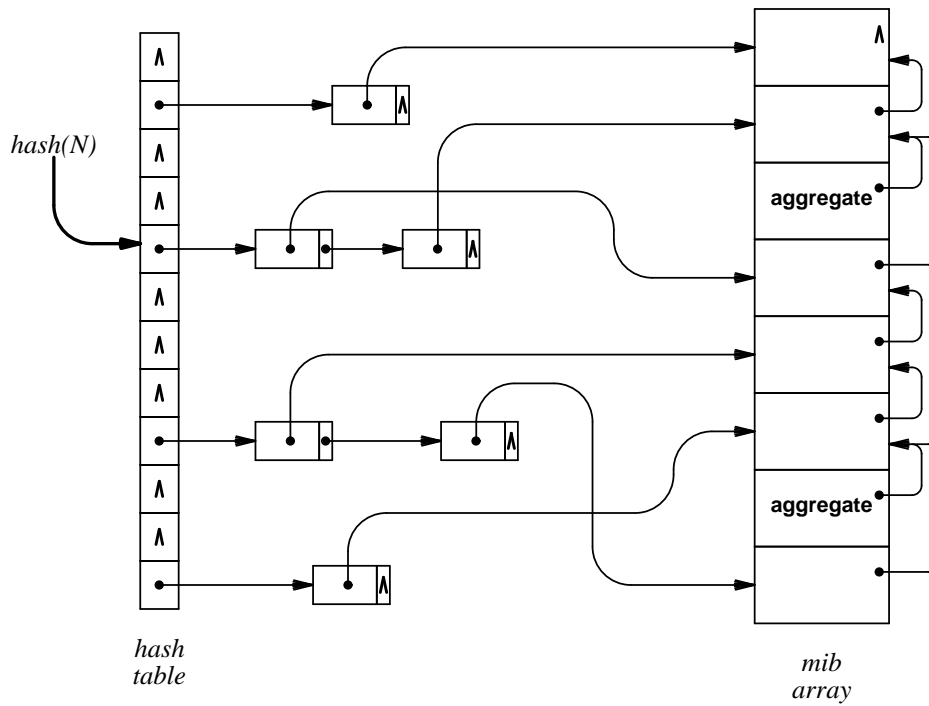 hash(N)
aggregate
aggregate
hash
table
mib
array